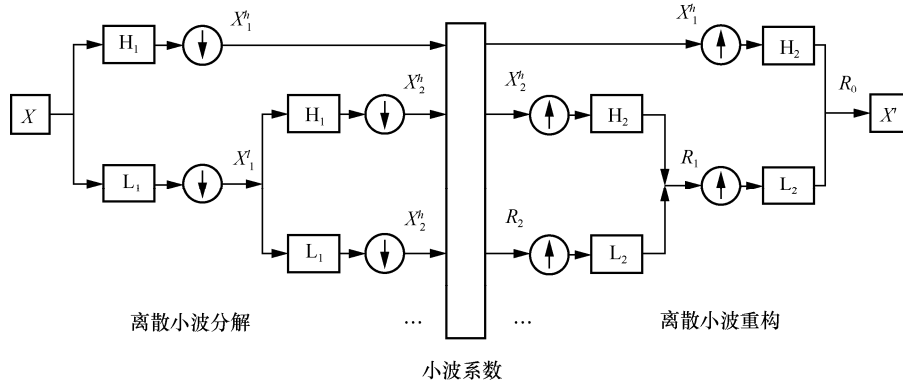 X₁ʰ
X₁ʰ
H₁
H₂
X₂ʰ
X₂ʰ
R₀
X
H₁
H₂
X′
X₁ˡ
R₁
L₁
L₂
X₂ʰ
R₂
L₁
L₂
离散小波分解
…
…
离散小波重构
小波系数